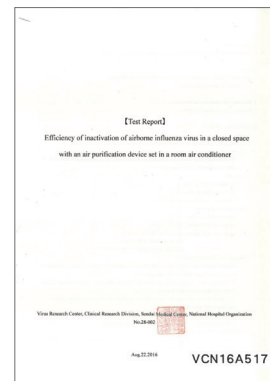 【Test Report】
Efficiency of inactivation of airborne influenza virus in a closed space
with an air purification device set in a room air conditioner
Virus Research Center, Clinical Research Division, Sendai Medical Center, National Hospital Organization
No.28-002
Aug.22.2016
VCN16A517